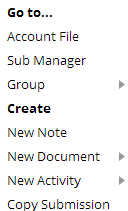 Go to...
Account File
Sub Manager
Group
Create
New Note
New Document
New Activity
Copy Submission